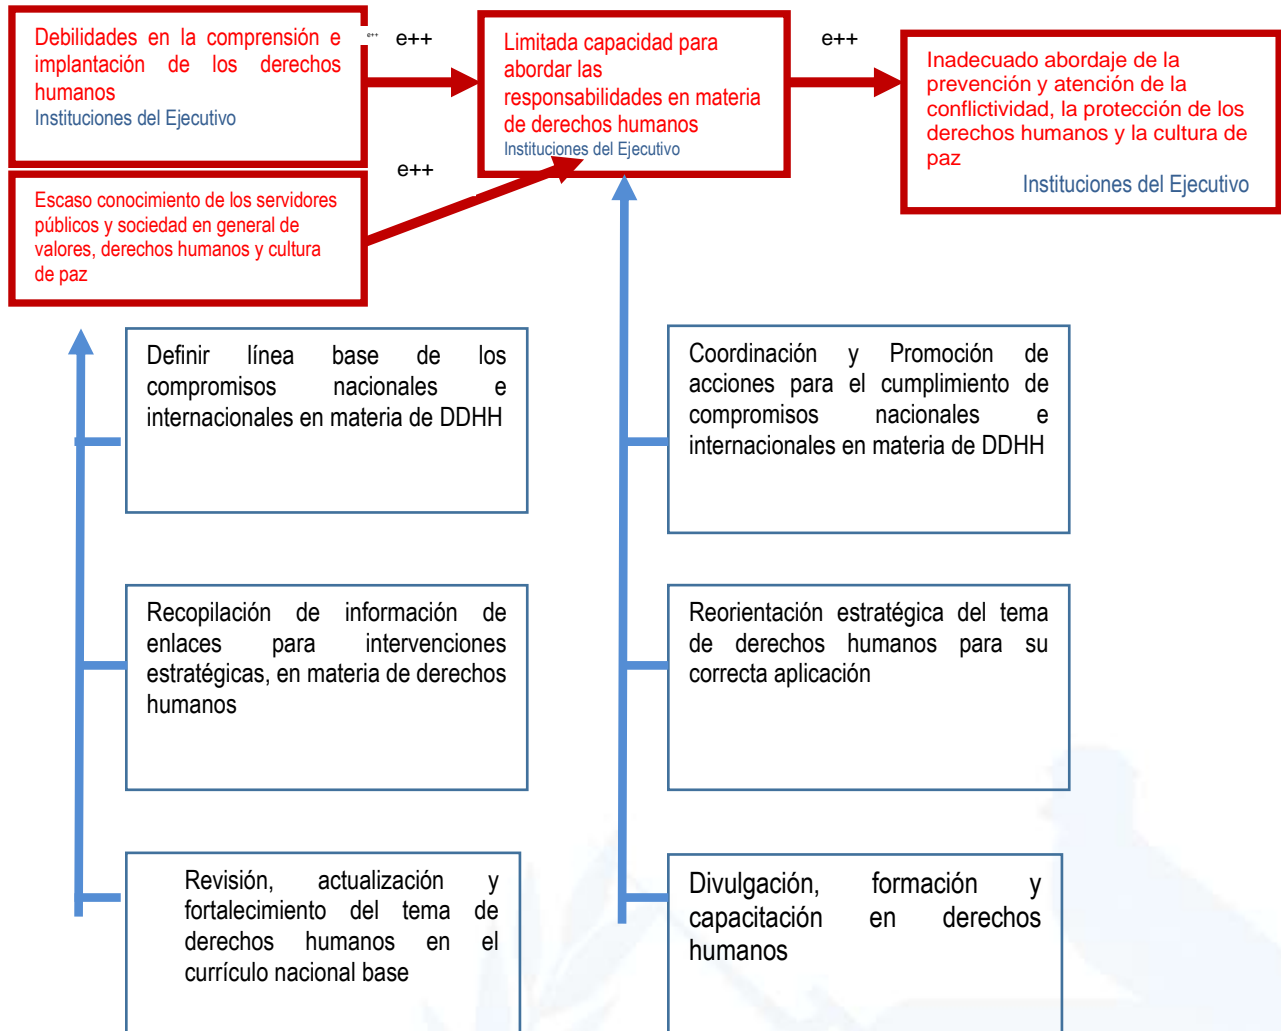 Debilidades en la comprensión e
implantación de los derechos
humanos
Instituciones del Ejecutivo
e++
e++
Limitada capacidad para
abordar las
responsabilidades en materia
de derechos humanos
Instituciones del Ejecutivo
e++
Inadecuado abordaje de la
prevención y atención de la
conflictividad, la protección de los
derechos humanos y la cultura de
paz
Instituciones del Ejecutivo
e++
Escaso conocimiento de los servidores
públicos y sociedad en general de
valores, derechos humanos y cultura
de paz
Definir línea base de los
compromisos nacionales e
internacionales en materia de DDHH
Coordinación y Promoción de
acciones para el cumplimiento de
compromisos nacionales e
internacionales en materia de DDHH
Recopilación de información de
enlaces para intervenciones
estratégicas, en materia de derechos
humanos
Reorientación estratégica del tema
de derechos humanos para su
correcta aplicación
Revisión, actualización y
fortalecimiento del tema de
derechos humanos en el
currículo nacional base
Divulgación, formación y
capacitación en derechos
humanos